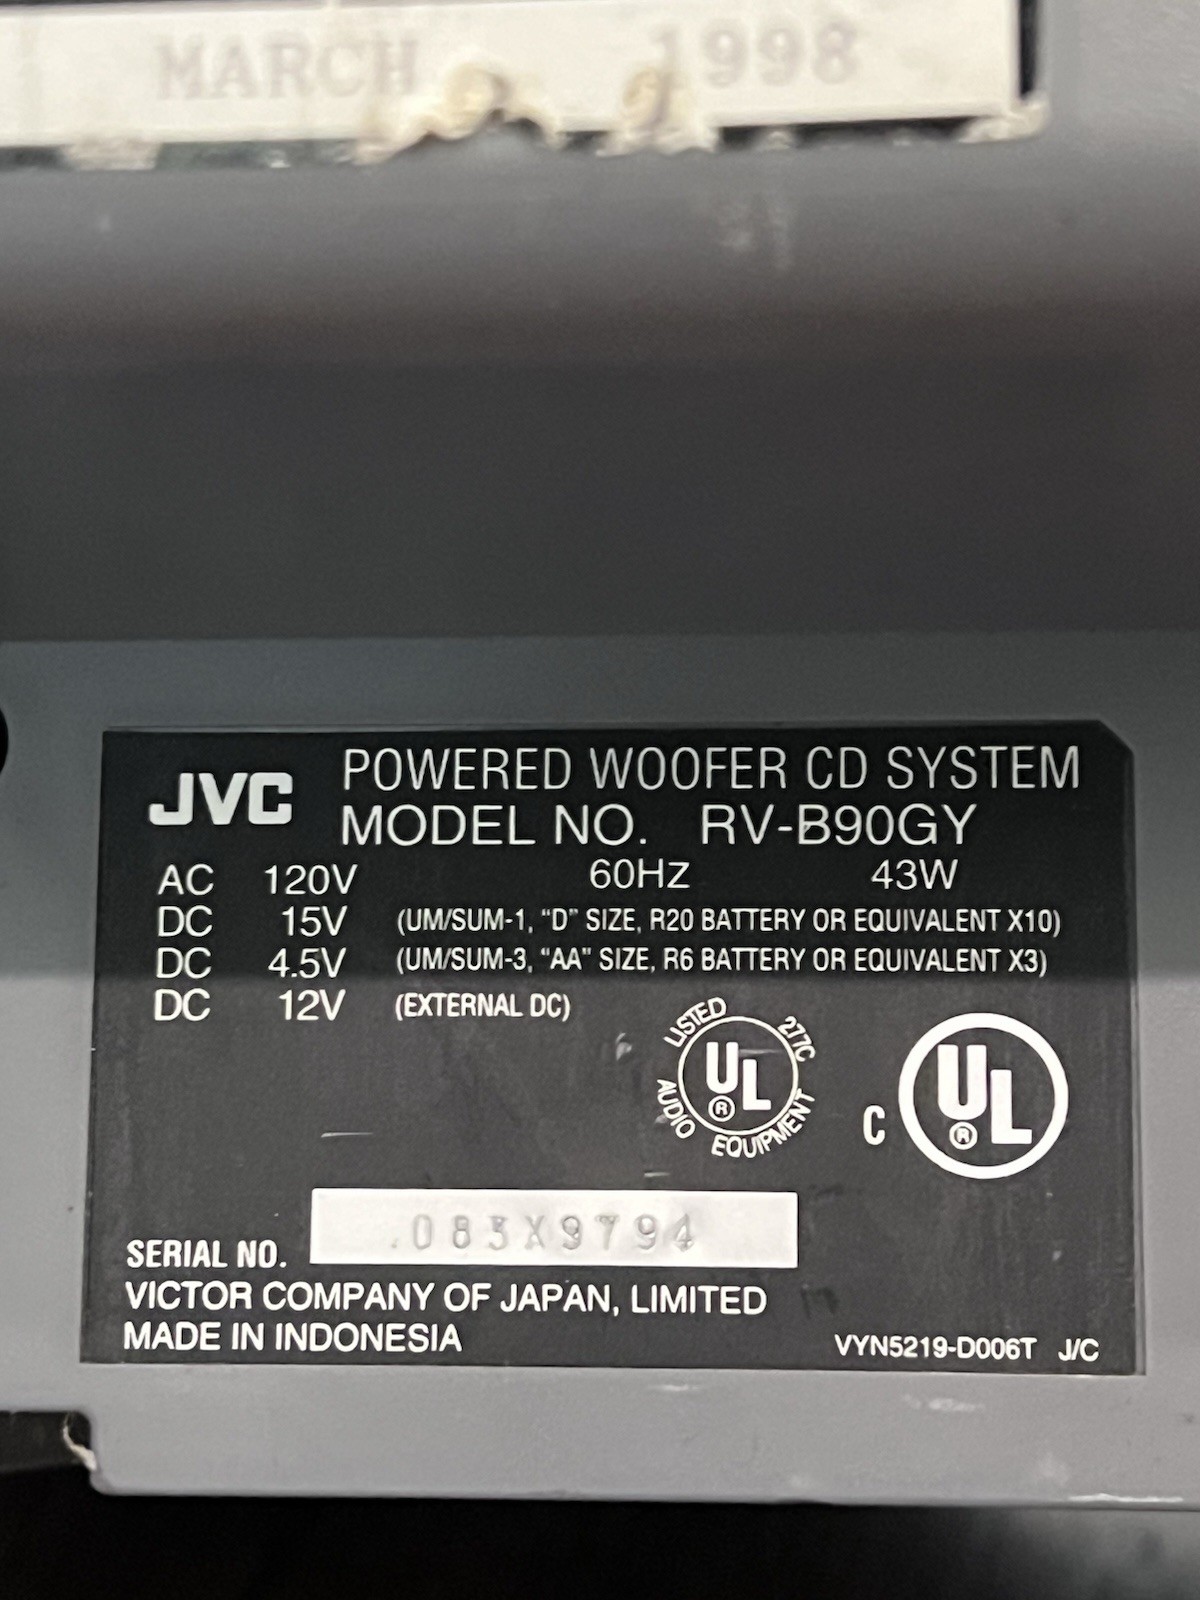 MARCH 1998
JVC POWERED WOOFER CD SYSTEM
MODEL NO. RV-B90GY
AC 120V 60Hz 43W
DC 15V (UM/SUM-1, “D” SIZE, R20 BATTERY OR EQUIVALENT X10)
DC 4.5V (UM/SUM-3, “AA” SIZE, R6 BATTERY OR EQUIVALENT X3)
DC 12V (EXTERNAL DC)
LISTED 277C
UL®
AUDIO EQUIPMENT
C UL®
SERIAL NO. 083X9794
VICTOR COMPANY OF JAPAN, LIMITED
MADE IN INDONESIA VYN5219-D006T J/C